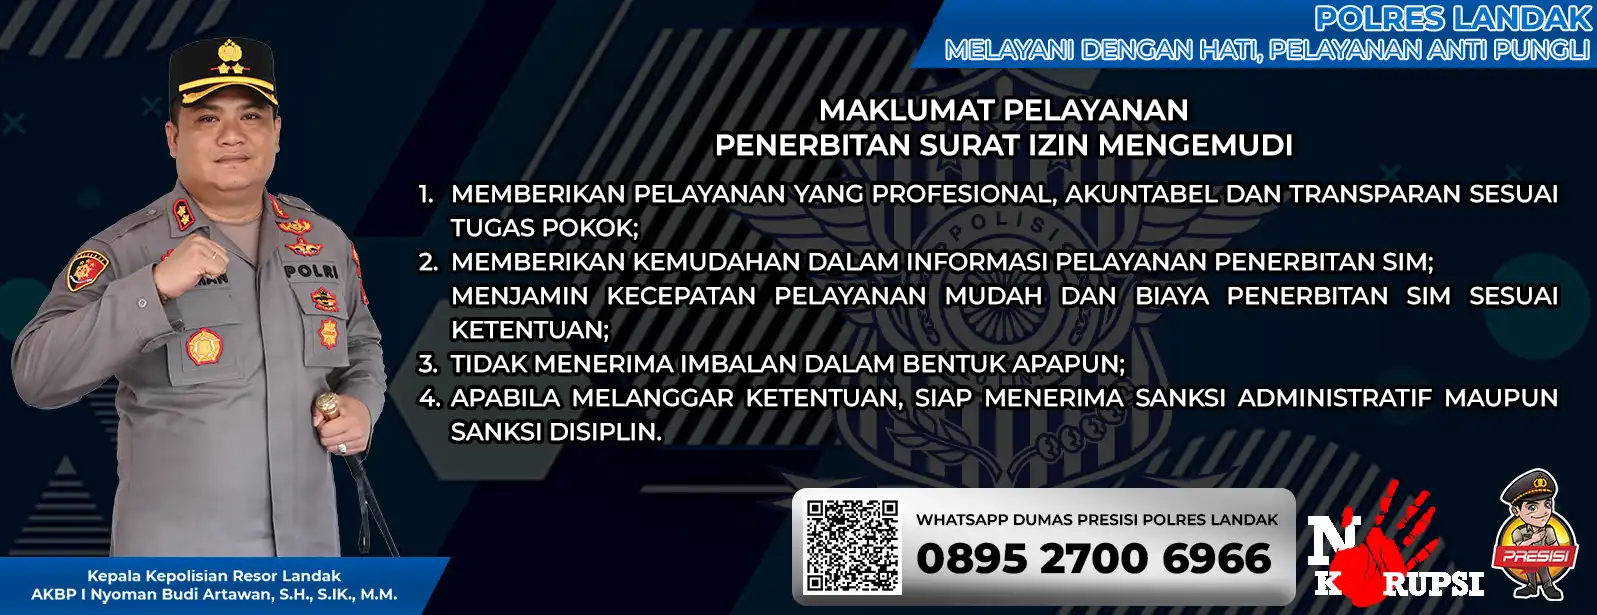 POLRES LANDAK
MELAYANI DENGAN HATI, PELAYANAN ANTI PUNGLI
MAKLUMAT PELAYANAN
PENERBITAN SURAT IZIN MENGEMUDI
1. MEMBERIKAN PELAYANAN YANG PROFESIONAL, AKUNTABEL DAN TRANSPARAN SESUAI
TUGAS POKOK;
2. MEMBERIKAN KEMUDAHAN DALAM INFORMASI PELAYANAN PENERBITAN SIM;
MENJAMIN KECEPATAN PELAYANAN MUDAH DAN BIAYA PENERBITAN SIM SESUAI
KETENTUAN;
3. TIDAK MENERIMA IMBALAN DALAM BENTUK APAPUN;
4. APABILA MELANGGAR KETENTUAN, SIAP MENERIMA SANKSI ADMINISTRATIF MAUPUN
SANKSI DISIPLIN.
POLISI
POLRI
WHATSAPP DUMAS PRESISI POLRES LANDAK
0895 2700 6966
N
K RUPSI
PRESISI
Kepala Kepolisian Resor Landak
AKBP I Nyoman Budi Artawan, S.H., S.IK., M.M.